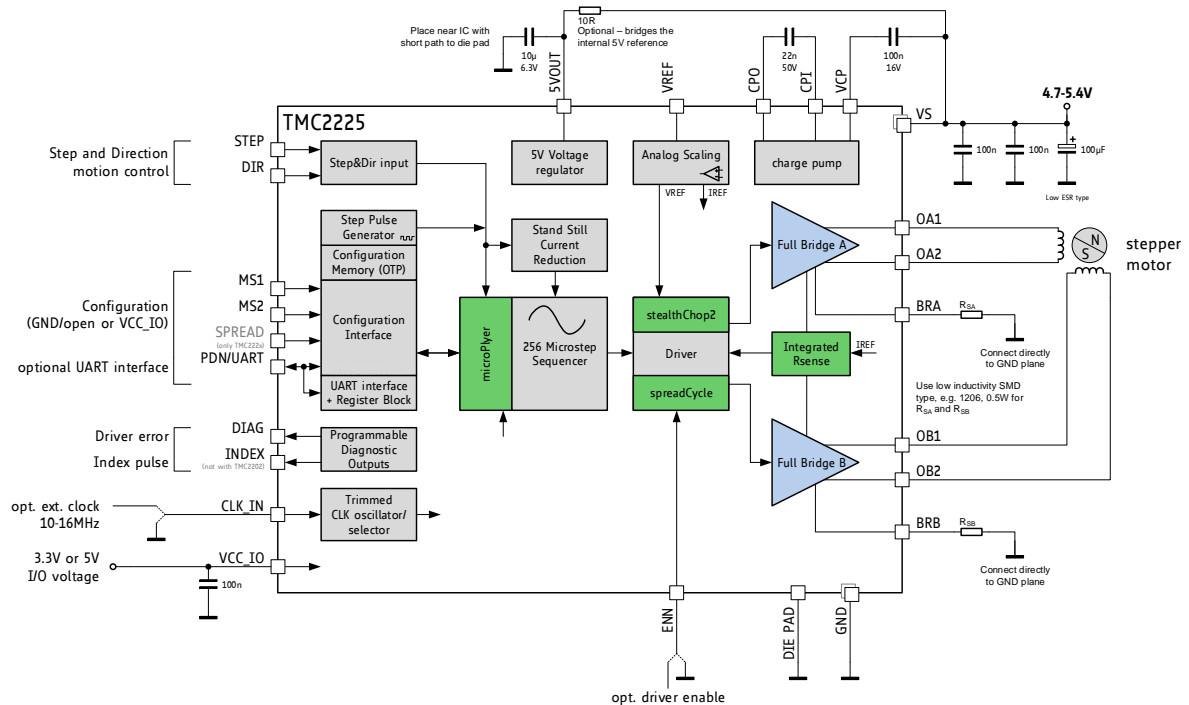 Place near IC with
short path to die pad
10µ
6.3V
10R
Optional – bridges the
internal 5V reference
5VOUT
VREF
22n
50V
CPO
CPI
VCP
100n
16V
4.7-5.4V
VS
100n
100n
+
100µF
Low ESR type
TMC2225
Step and Direction
motion control
STEP
DIR
Step&Dir input
5V Voltage
regulator
Analog Scaling
VREF
IREF
charge pump
Step Pulse
Generator
Configuration
Memory (OTP)
Configuration
Interface
UART interface
+ Register Block
Stand Still
Current
Reduction
microPlyer
256 Microstep
Sequencer
stealthChop2
Driver
spreadCycle
Integrated
Rsense
IREF
Full Bridge A
Full Bridge B
OA1
OA2
BRA
N
S
stepper
motor
RSA
Connect directly
to GND plane
Use low inductivity SMD
type, e.g. 1206, 0.5W for
RSA and RSB
OB1
OB2
BRB
RSB
Connect directly
to GND plane
Configuration
(GND/open or VCC_IO)
optional UART interface
MS1
MS2
SPREAD
(only TMC222x)
PDN/UART
Driver error
Index pulse
DIAG
INDEX
(not with TMC2202)
Programmable
Diagnostic
Outputs
opt. ext. clock
10-16MHz
CLK_IN
Trimmed
CLK oscillator/
selector
3.3V or 5V
I/O voltage
VCC_IO
100n
ENN
opt. driver enable
DIE PAD
GND